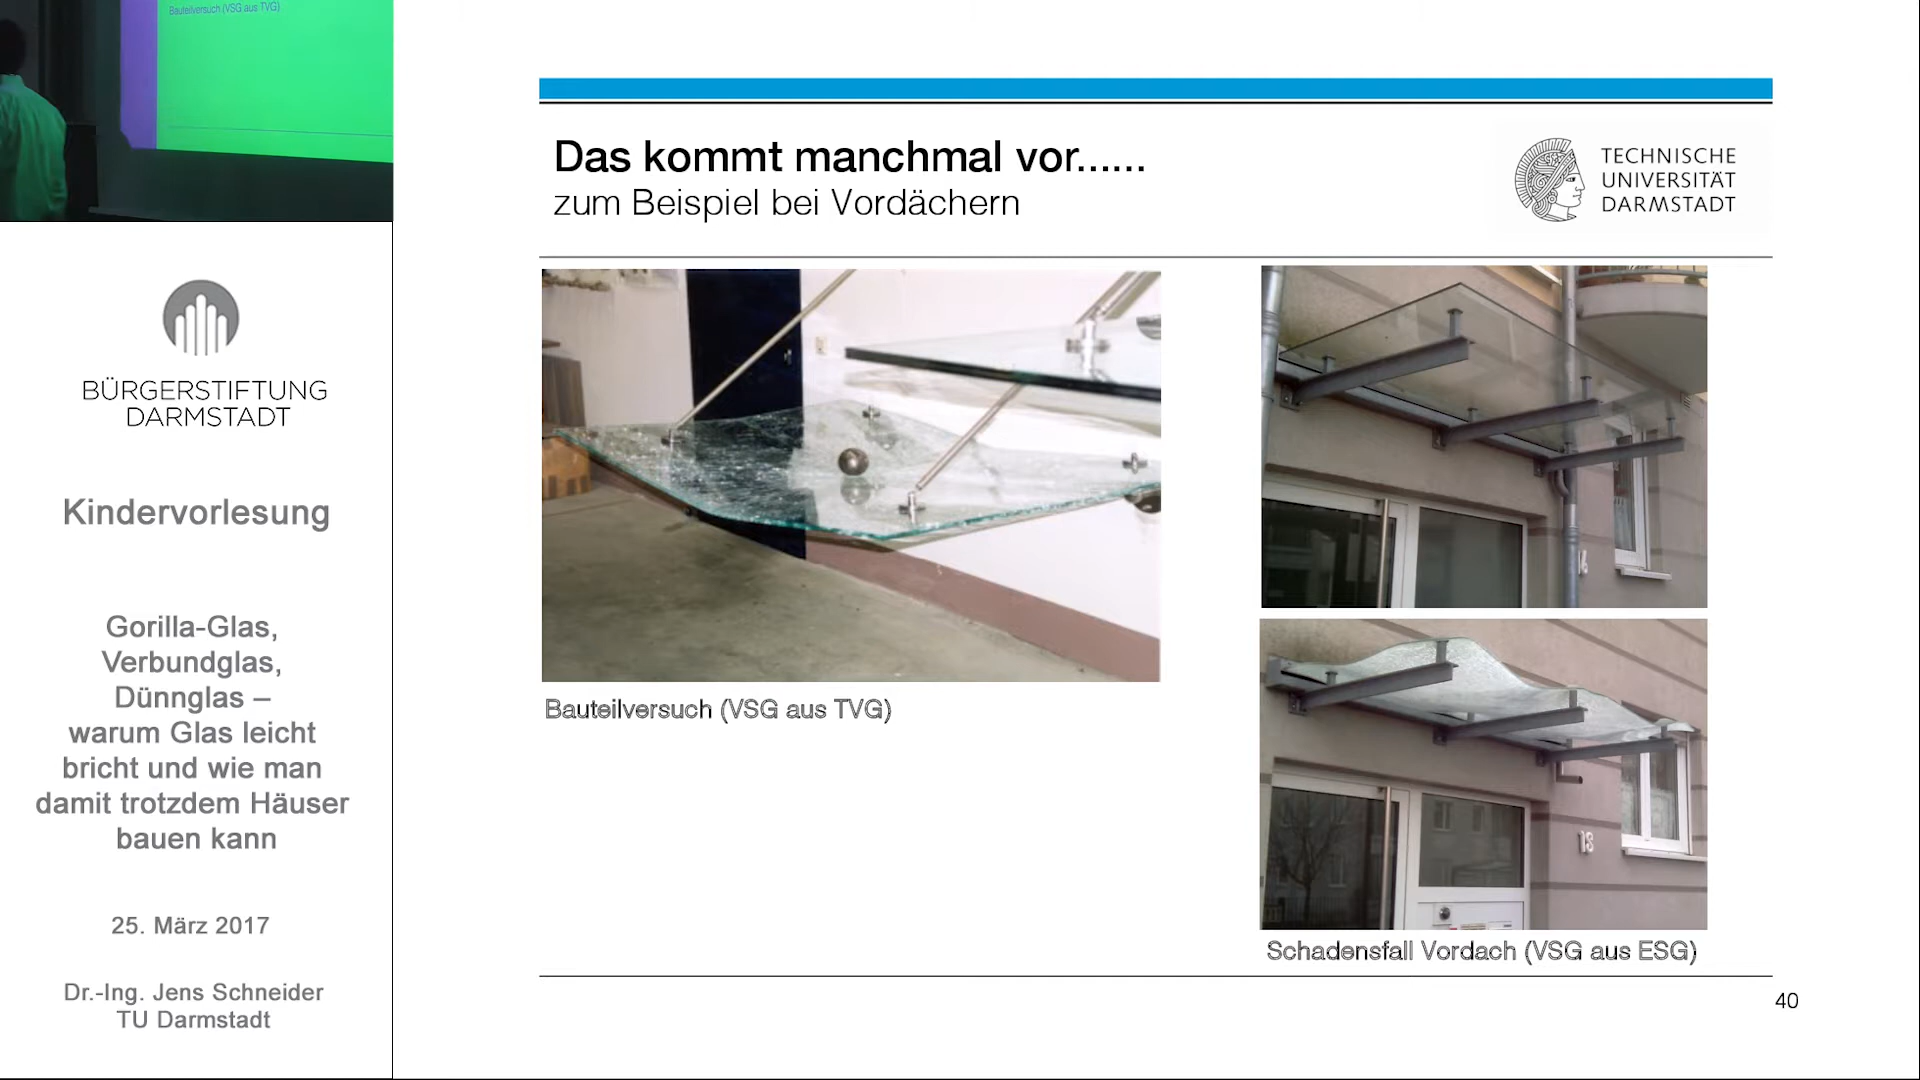 Bauteilversuch (VSG aus TVG)
BÜRGERSTIFTUNG
DARMSTADT
Kindervorlesung
Gorilla-Glas,
Verbundglas,
Dünnglas –
warum Glas leicht
bricht und wie man
damit trotzdem Häuser
bauen kann
25. März 2017
Dr.-Ing. Jens Schneider
TU Darmstadt
Das kommt manchmal vor......
zum Beispiel bei Vordächern
TECHNISCHE
UNIVERSITÄT
DARMSTADT
Bauteilversuch (VSG aus TVG)
13
Schadensfall Vordach (VSG aus ESG)
40